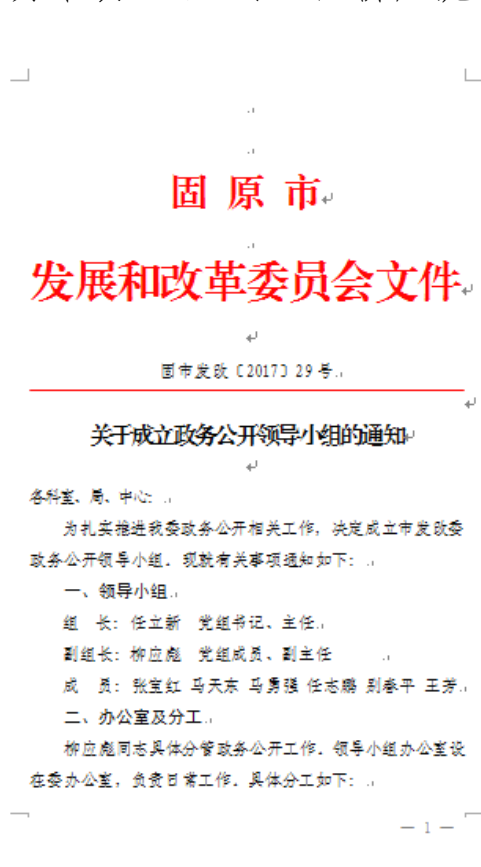 固 原 市
发展和改革委员会文件
固市发改〔2017〕29 号
关于成立政务公开领导小组的通知
各科室、局、中心：
为扎实推进我委政务公开相关工作，决定成立市发改委
政务公开领导小组。现就有关事项通知如下：
一、领导小组
组 长：任立新 党组书记、主任
副组长：柳应彪 党组成员、副主任
成 员：张宝红 马天东 马勇强 任志鹏 别春平 王芳
二、办公室及分工
柳应彪同志具体分管政务公开工作。领导小组办公室设
在委办公室，负责日常工作。具体分工如下：
— 1 —